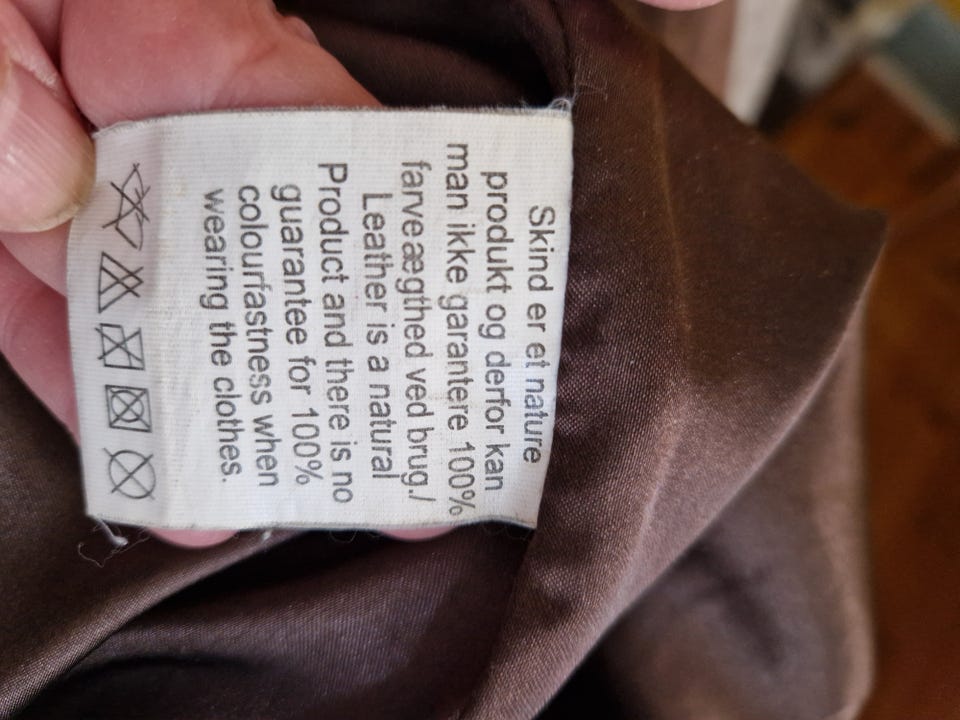 Skind er et nature
produkt og derfor kan
man ikke garantere 100%
farveægthed ved brug./
Leather is a natural
Product and there is no
guarantee for 100%
colourfastness when
wearing the clothes.